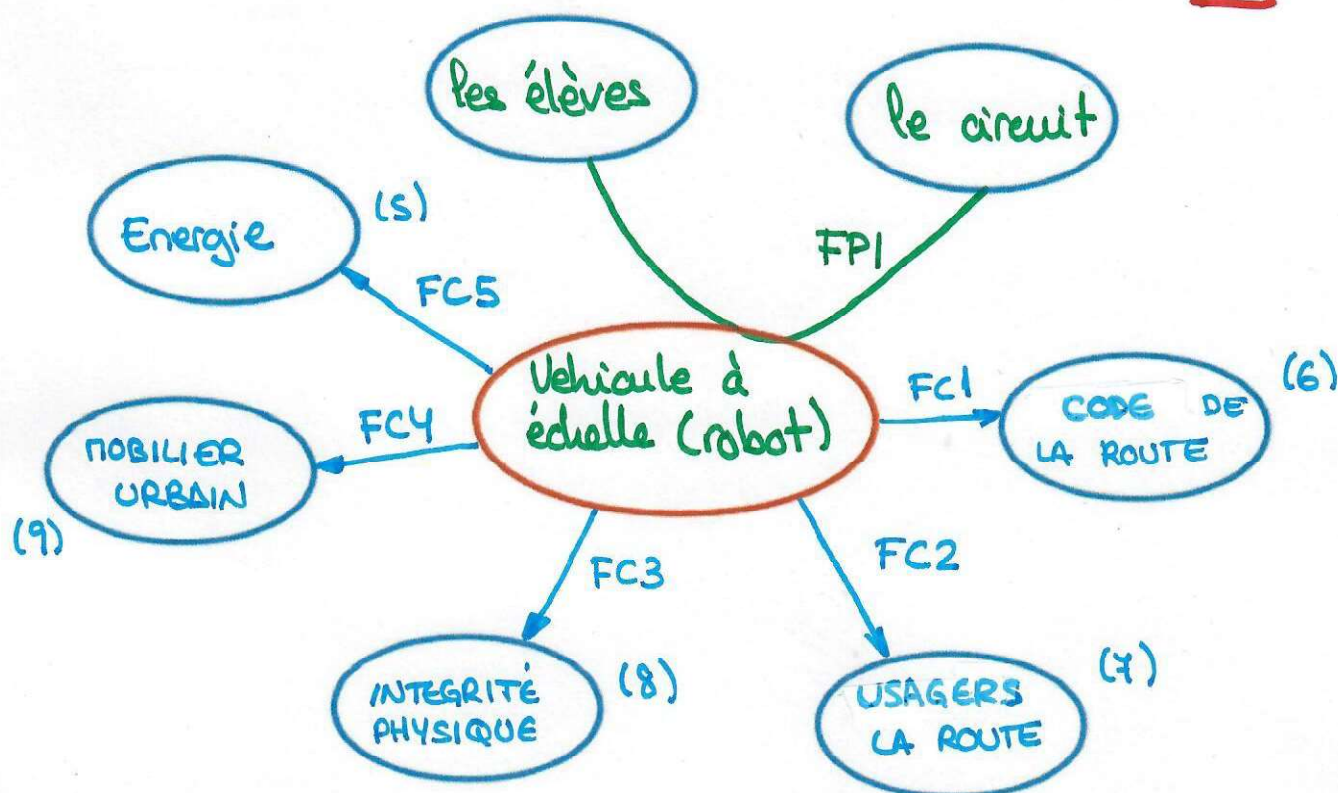 les élèves
le circuit
Energie
(5)
FP1
FC5
Vehicule à
échelle (robot)
FC1
CODE DE
LA ROUTE
(6)
FC4
MOBILIER
URBAIN
(9)
FC3
FC2
INTEGRITÉ
PHYSIQUE
(8)
USAGERS
LA ROUTE
(7)